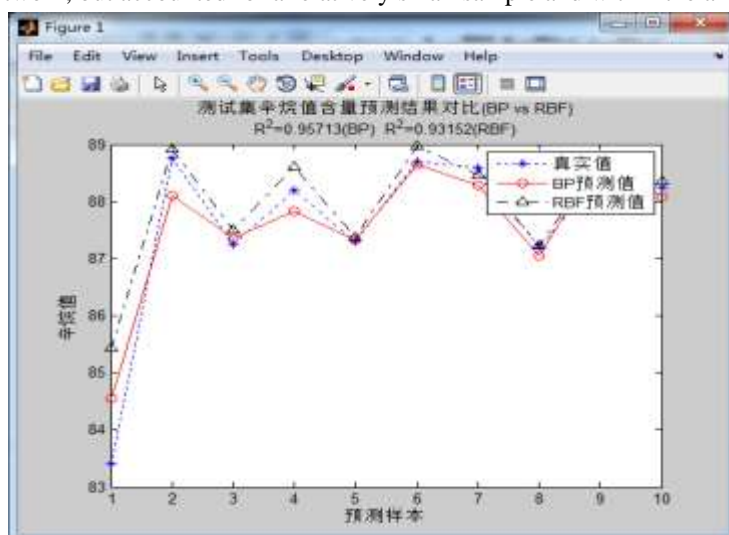 Figure 1
File Edit View Insert Tools Desktop Window Help
测试集辛烷值含量预测结果对比(BP vs RBF)
R²=0.95713(BP) R²=0.93152(RBF)
真实值
BP预测值
RBF预测值
89
88
87
86
85
84
83
辛烷值
1 2 3 4 5 6 7 8 9 10
预测样本